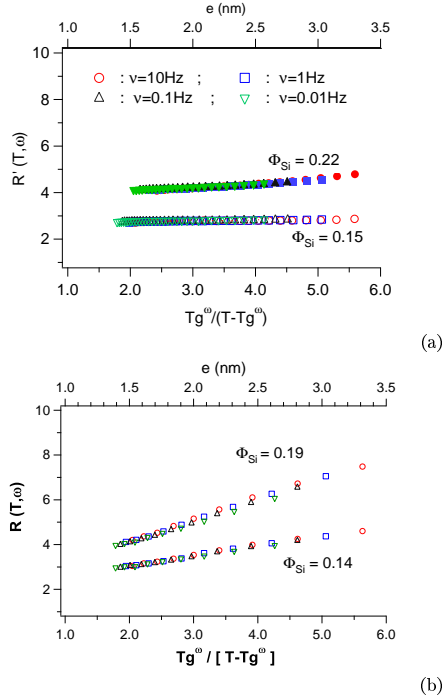 e (nm)
1.0 1.5 2.0 2.5 3.0 3.5
10
8
6
4
2
R' (T,ω)
○ : ν=10Hz ; □ : ν=1Hz
△ : ν=0.1Hz ; ▽ : ν=0.01Hz
ΦSi = 0.22
ΦSi = 0.15
1.0 2.0 3.0 4.0 5.0 6.0
Tg^ω/(T-Tg^ω)
(a)
e (nm)
1.0 1.5 2.0 2.5 3.0 3.5
10
8
6
4
2
R (T,ω)
ΦSi = 0.19
ΦSi = 0.14
1.0 2.0 3.0 4.0 5.0 6.0
Tg^ω / [ T-Tg^ω ]
(b)